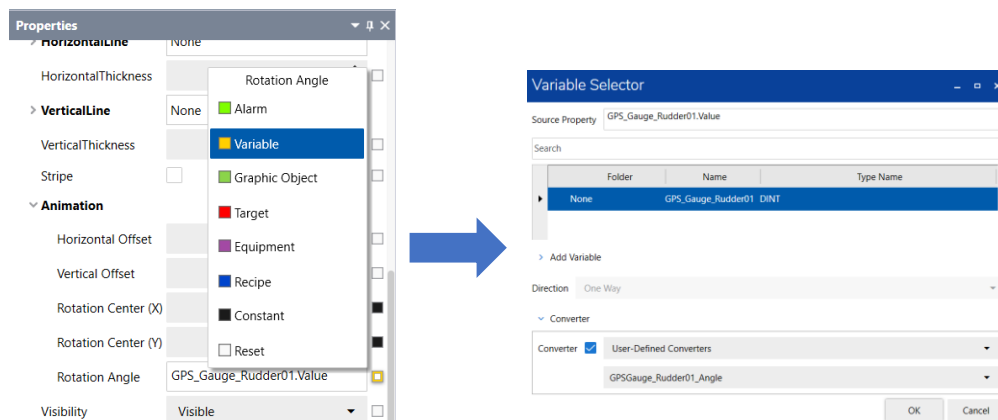 Properties
HorizontalLine None
HorizontalThickness
VerticalLine None
VerticalThickness
Stripe
Animation
Horizontal Offset
Vertical Offset
Rotation Center (X)
Rotation Center (Y)
Rotation Angle GPS_Gauge_Rudder01.Value
Visibility Visible
Rotation Angle
Alarm
Variable
Graphic Object
Target
Equipment
Recipe
Constant
Reset
Variable Selector
Source Property GPS_Gauge_Rudder01.Value
Search
Folder Name Type Name
None GPS_Gauge_Rudder01 DINT
Add Variable
Direction One Way
Converter
Converter User-Defined Converters
GPSGauge_Rudder01_Angle
OK Cancel